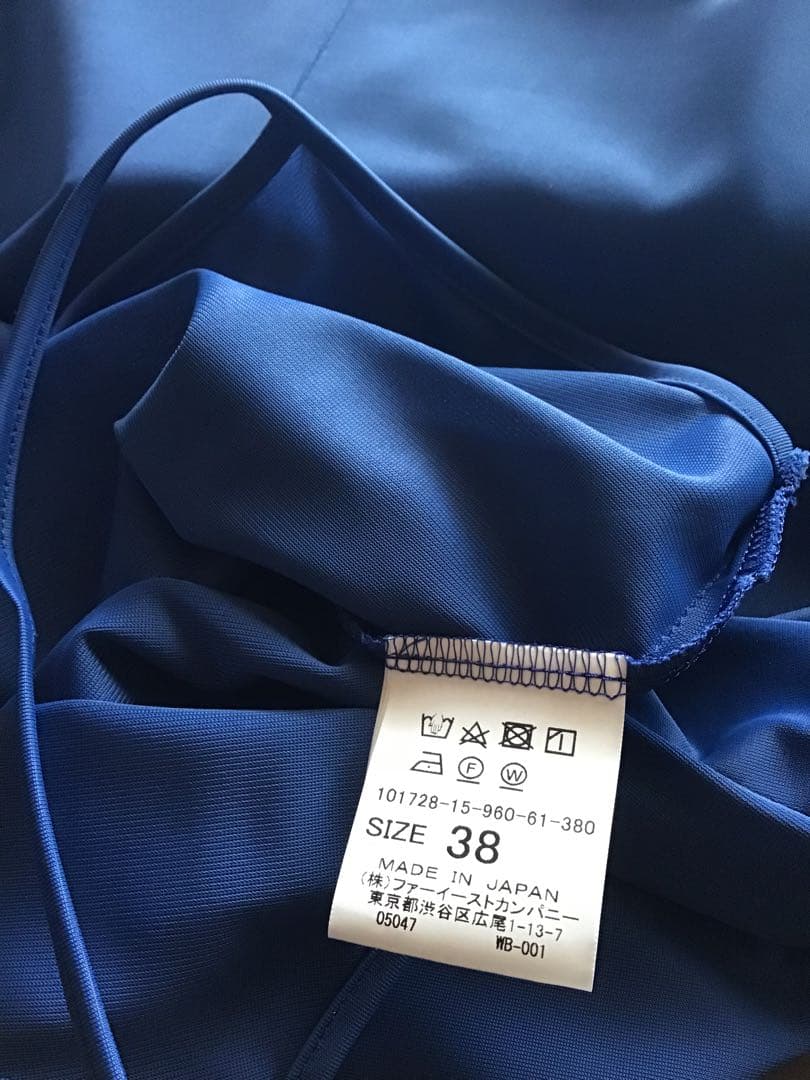 101728-15-960-61-380
SIZE 38
MADE IN JAPAN
(株)ファーイーストカンパニー
東京都渋谷区広尾1-13-7
05047 WB-001